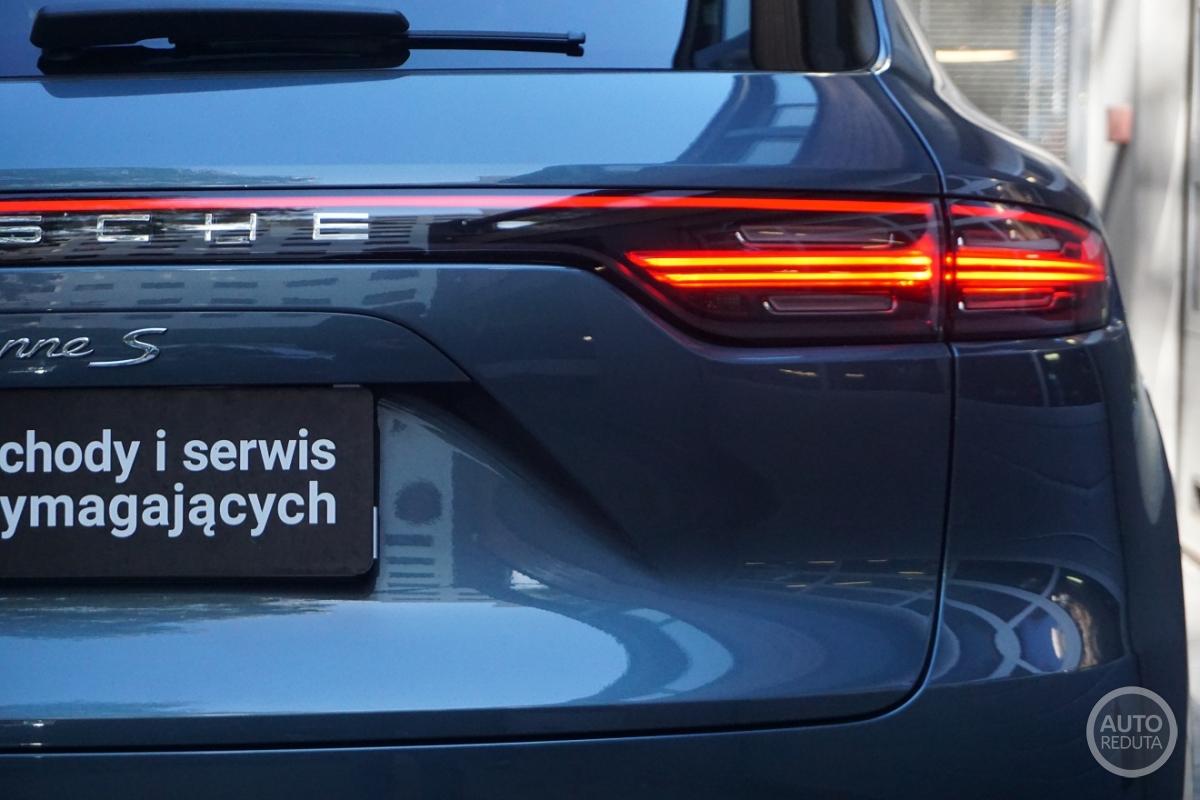 SCHE
nne S
chody i serwis
ymagających
AUTO
REDUTA